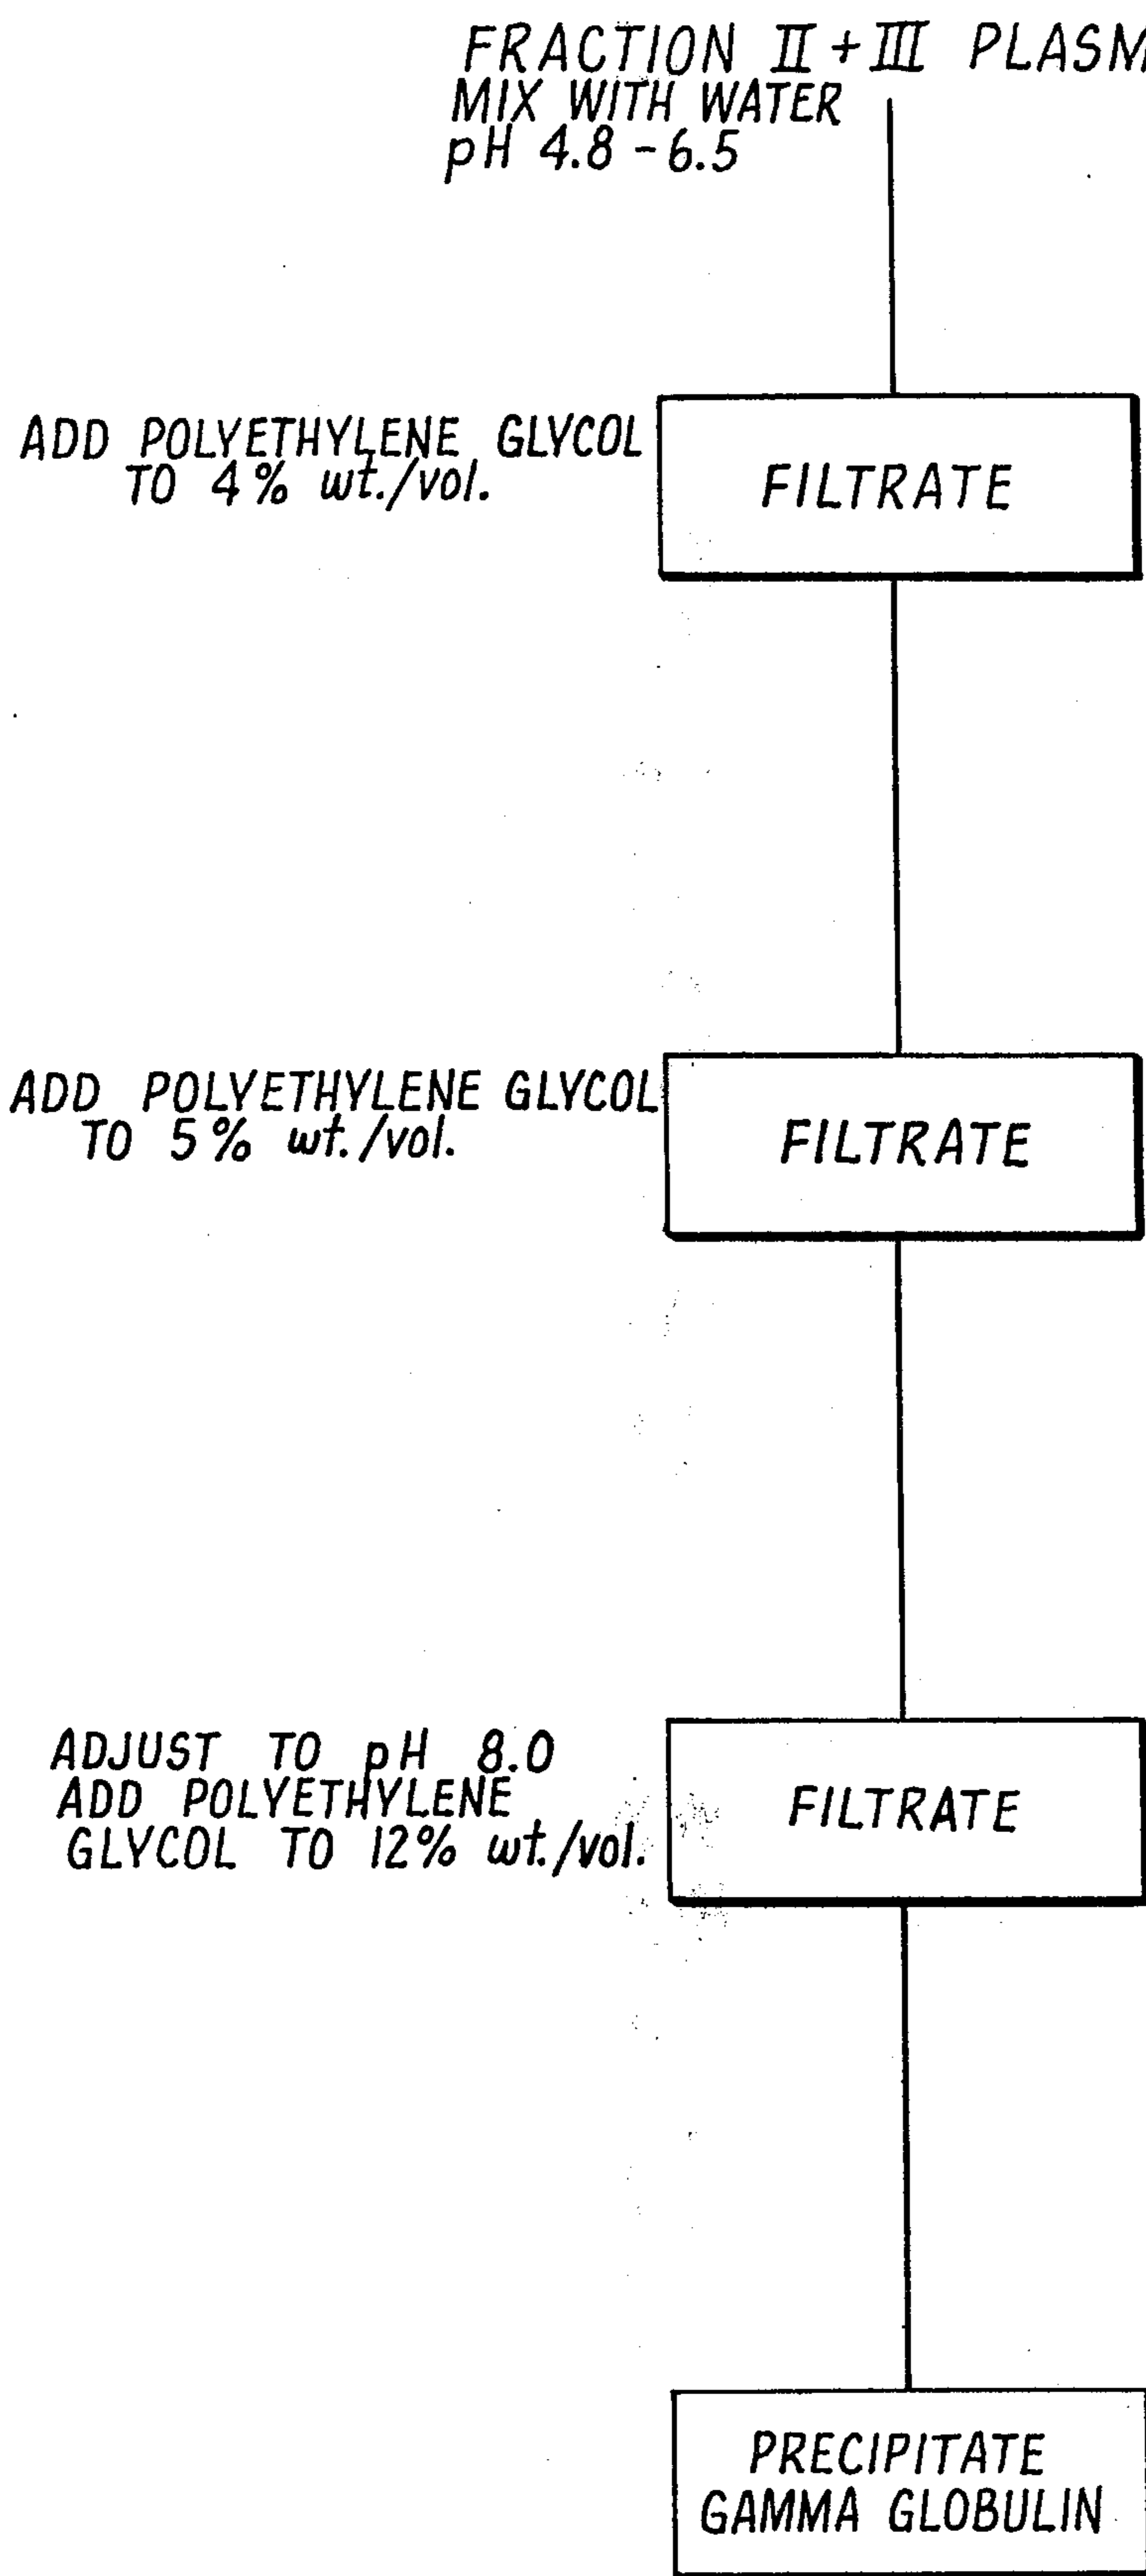 FRACTION II + III PLASM
MIX WITH WATER
pH 4.8 - 6.5
ADD POLYETHYLENE GLYCOL
TO 4% wt./vol.
FILTRATE
ADD POLYETHYLENE GLYCOL
TO 5% wt./vol.
FILTRATE
ADJUST TO pH 8.0
ADD POLYETHYLENE
GLYCOL TO 12% wt./vol.
FILTRATE
PRECIPITATE
GAMMA GLOBULIN